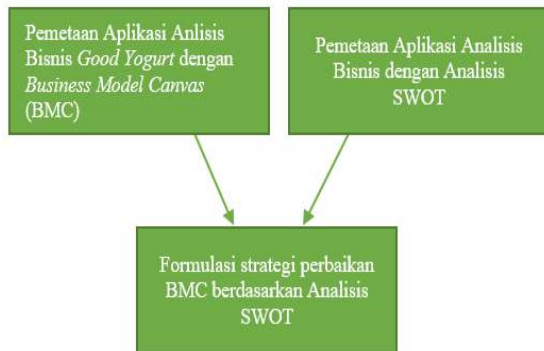 Pemetaan Aplikasi Anlisis
Bisnis Good Yogurt dengan
Business Model Canvas
(BMC)
Pemetaan Aplikasi Analisis
Bisnis dengan Analisis
SWOT
Formulasi strategi perbaikan
BMC berdasarkan Analisis
SWOT